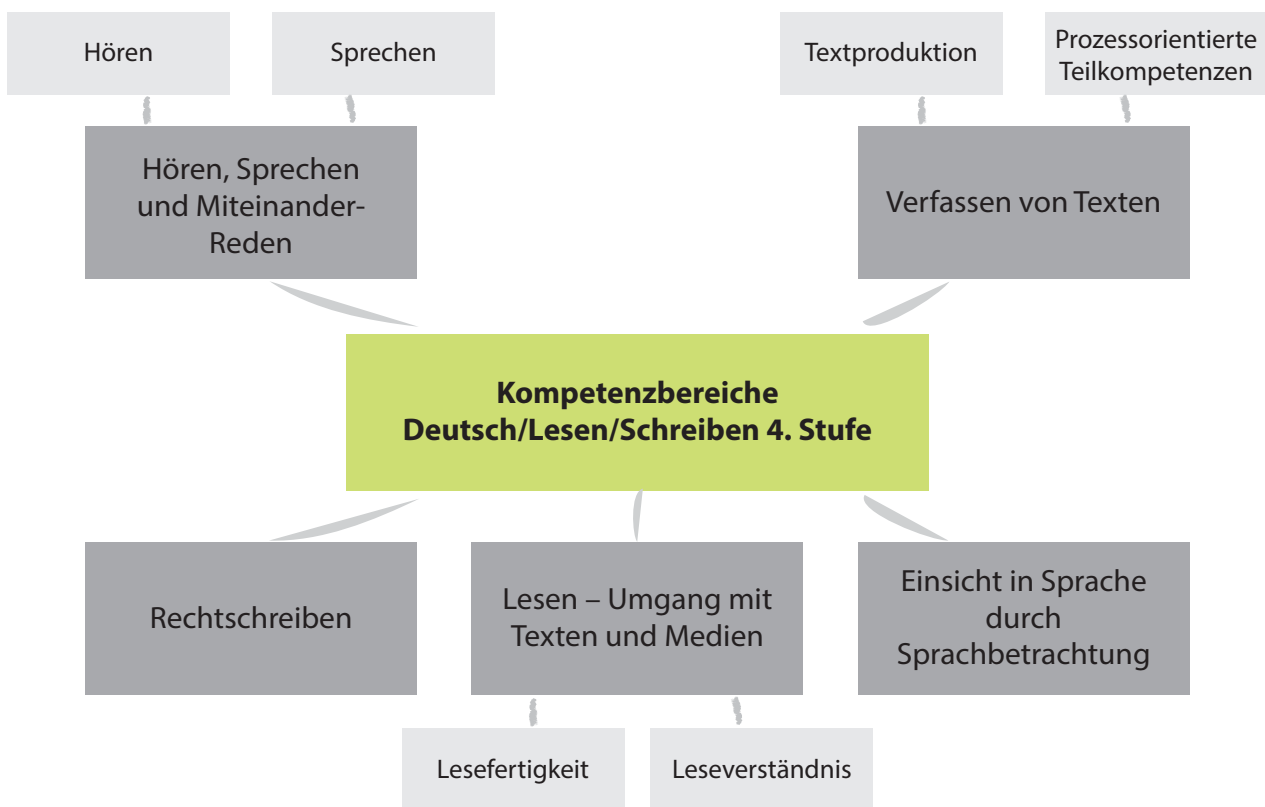 Hören
Sprechen
Textproduktion
Prozessorientierte
Teilkompetenzen
Hören, Sprechen
und Miteinander-
Reden
Verfassen von Texten
Kompetenzbereiche
Deutsch/Lesen/Schreiben 4. Stufe
Rechtschreiben
Lesen – Umgang mit
Texten und Medien
Einsicht in Sprache
durch
Sprachbetrachtung
Lesefertigkeit
Leseverständnis